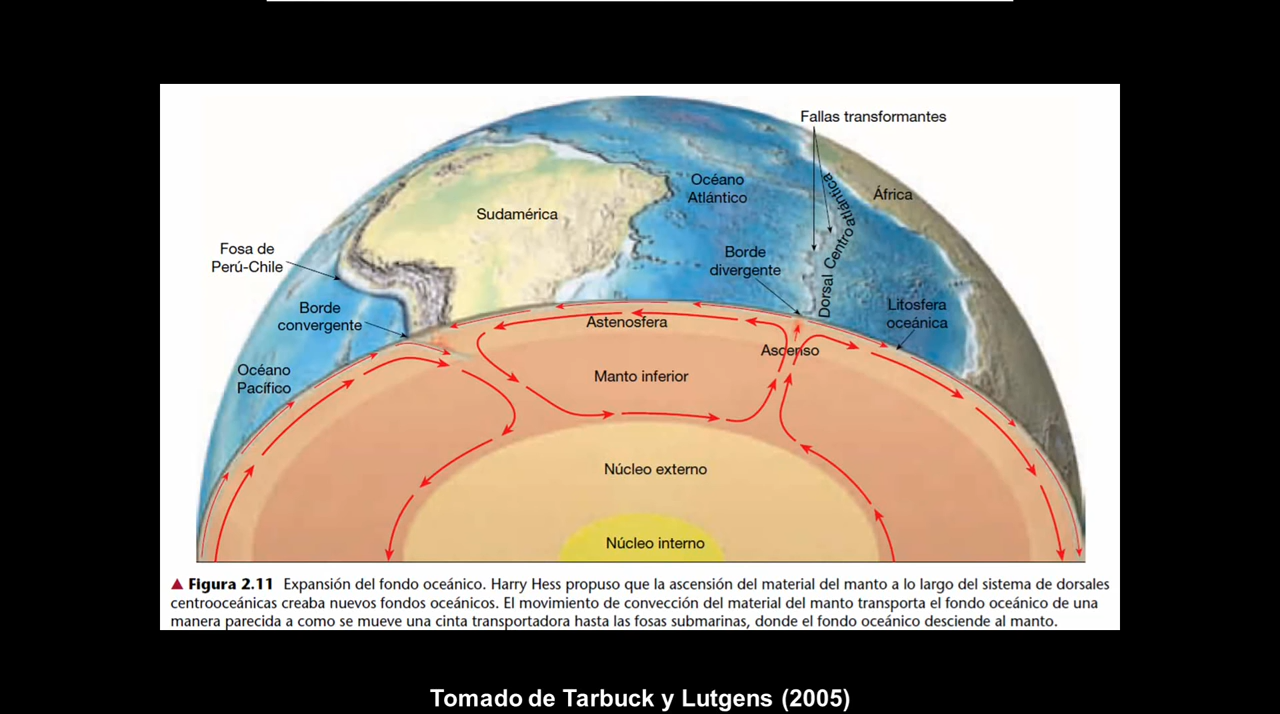 Fallas transformantes
Océano
Atlántico
África
Sudamérica
Dorsal Centroatlántica
Fosa de
Perú-Chile
Borde
divergente
Borde
convergente
Litosfera
oceánica
Astenosfera
Ascenso
Océano
Pacífico
Manto inferior
Núcleo externo
Núcleo interno
▲ Figura 2.11 Expansión del fondo oceánico. Harry Hess propuso que la ascensión del material del manto a lo largo del sistema de dorsales
centrooceánicas creaba nuevos fondos oceánicos. El movimiento de convección del material del manto transporta el fondo oceánico de una
manera parecida a como se mueve una cinta transportadora hasta las fosas submarinas, donde el fondo oceánico desciende al manto.
Tomado de Tarbuck y Lutgens (2005)